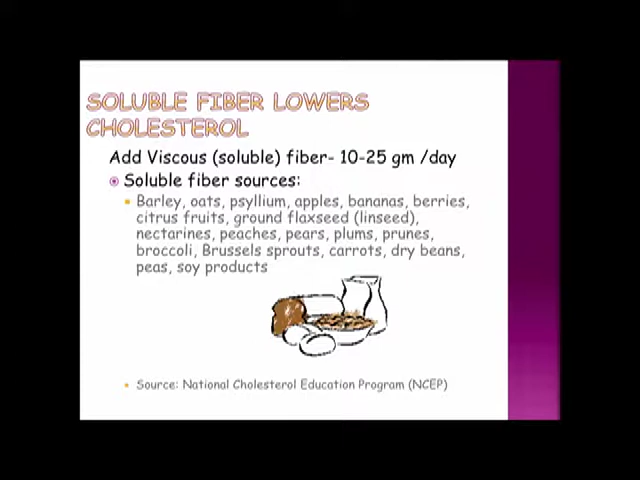 SOLUBLE FIBER LOWERS
CHOLESTEROL
Add Viscous (soluble) fiber- 10-25 gm /day
Soluble fiber sources:
Barley, oats, psyllium, apples, bananas, berries,
citrus fruits, ground flaxseed (linseed),
nectarines, peaches, pears, plums, prunes,
broccoli, Brussels sprouts, carrots, dry beans,
peas, soy products
Source: National Cholesterol Education Program (NCEP)